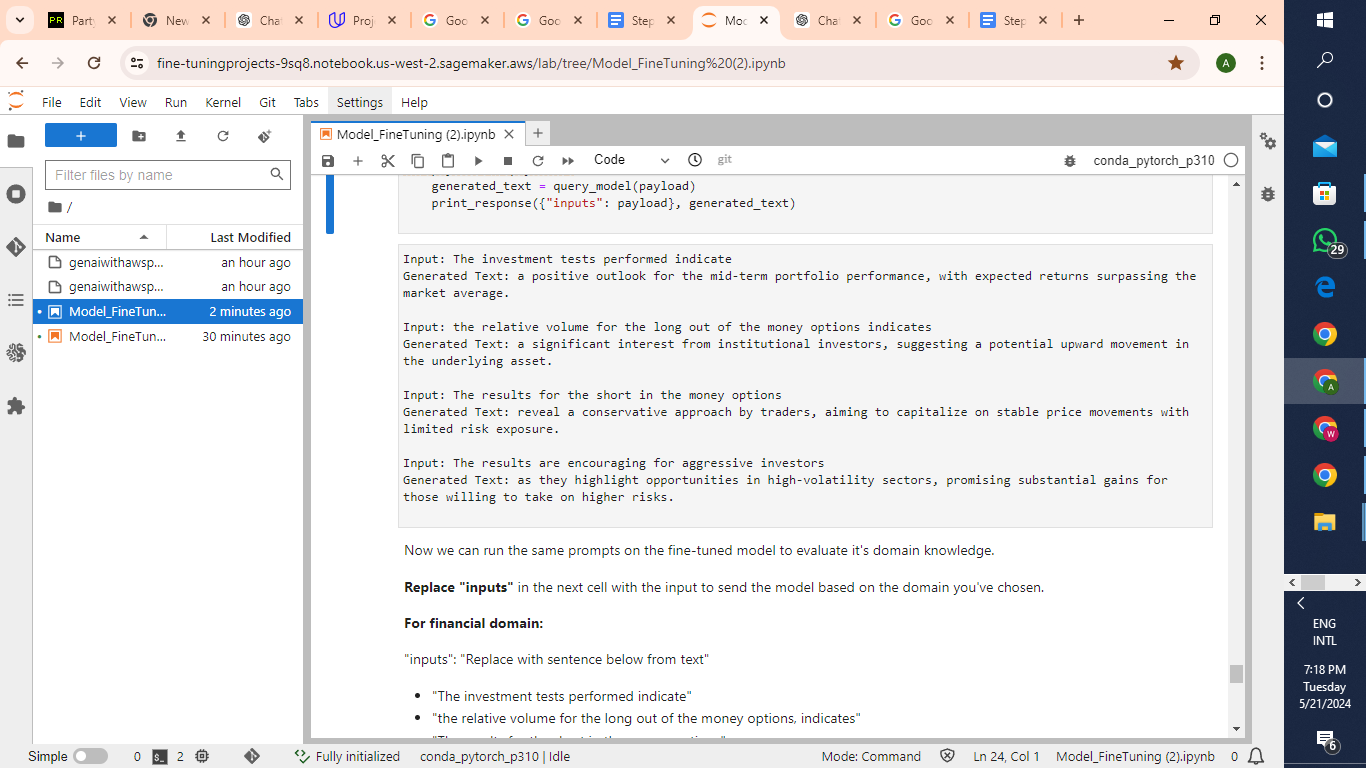 Party
New
Chat
Proj
Goo
Goo
Step
Moc
Chat
Goo
Step
fine-tuningprojects-9sq8.notebook.us-west-2.sagemaker.aws/lab/tree/Model_FineTuning%20(2).ipynb
A
File Edit View Run Kernel Git Tabs Settings Help
Model_FineTuning (2).ipynb
Filter files by name
Code
git
conda_pytorch_p310
/
Name Last Modified
genaiwithawsp... an hour ago
genaiwithawsp... an hour ago
Model_FineTun... 2 minutes ago
Model_FineTun... 30 minutes ago
generated_text = query_model(payload)
print_response({"inputs": payload}, generated_text)
Input: The investment tests performed indicate
Generated Text: a positive outlook for the mid-term portfolio performance, with expected returns surpassing the
market average.
Input: the relative volume for the long out of the money options indicates
Generated Text: a significant interest from institutional investors, suggesting a potential upward movement in
the underlying asset.
Input: The results for the short in the money options
Generated Text: reveal a conservative approach by traders, aiming to capitalize on stable price movements with
limited risk exposure.
Input: The results are encouraging for aggressive investors
Generated Text: as they highlight opportunities in high-volatility sectors, promising substantial gains for
those willing to take on higher risks.
Now we can run the same prompts on the fine-tuned model to evaluate it's domain knowledge.
Replace "inputs" in the next cell with the input to send the model based on the domain you've chosen.
For financial domain:
"inputs": "Replace with sentence below from text"
"The investment tests performed indicate"
"the relative volume for the long out of the money options, indicates"
Simple 0 2 Fully initialized conda_pytorch_p310 | Idle Mode: Command Ln 24, Col 1 Model_FineTuning (2).ipynb 0
29
A
W
ENG
INTL
7:18 PM
Tuesday
5/21/2024
6